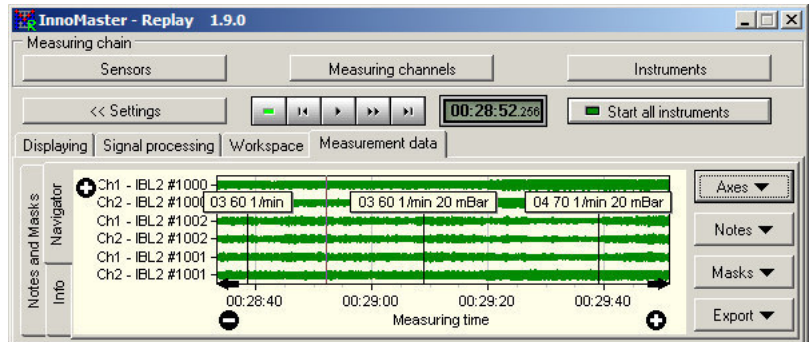 InnoMaster - Replay 1.9.0
Measuring chain
Sensors
Measuring channels
Instruments
<< Settings
00:28:52.256
Start all instruments
Displaying
Signal processing
Workspace
Measurement data
Notes and Masks
Navigator
Info
Ch1 - IBL2 #1000
Ch2 - IBL2 #100
03 60 1/min
03 60 1/min 20 mBar
04 70 1/min 20 mBar
Ch1 - IBL2 #1002
Ch2 - IBL2 #1002
Ch1 - IBL2 #1001
Ch2 - IBL2 #1001
00:28:40
00:29:00
00:29:20
00:29:40
Measuring time
Axes
Notes
Masks
Export